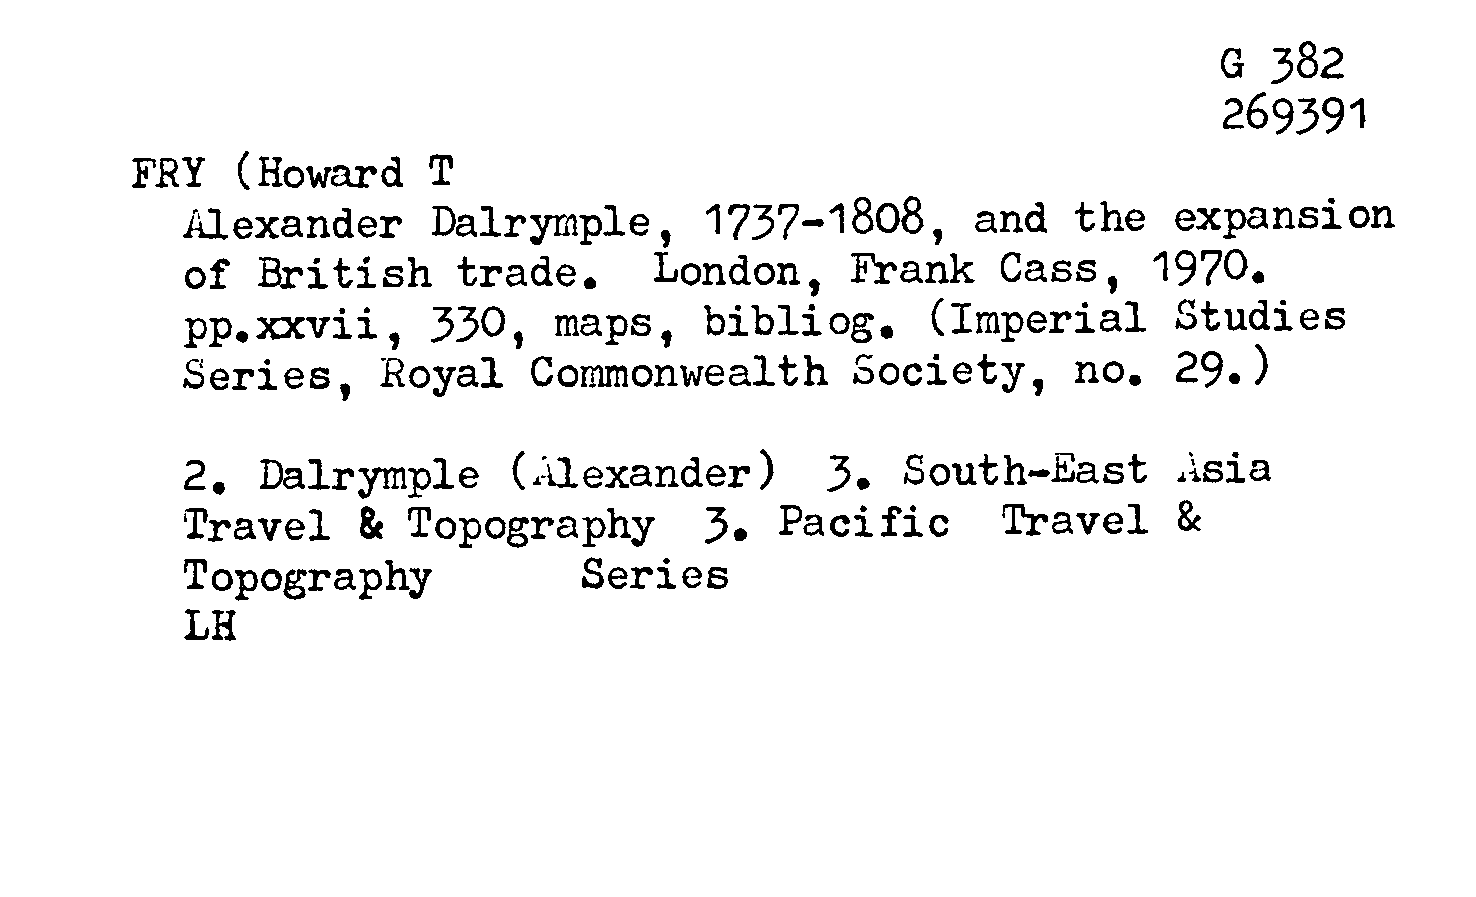 G 382
269391
FRY (Howard T
Alexander Dalrymple, 1737-1808, and the expansion
of British trade. London, Frank Cass, 1970.
pp.xxvii, 330, maps, bibliog. (Imperial Studies
Series, Royal Commonwealth Society, no. 29.)
2. Dalrymple (Alexander) 3. South-East Asia
Travel & Topography 3. Pacific Travel &
Topography Series
LH